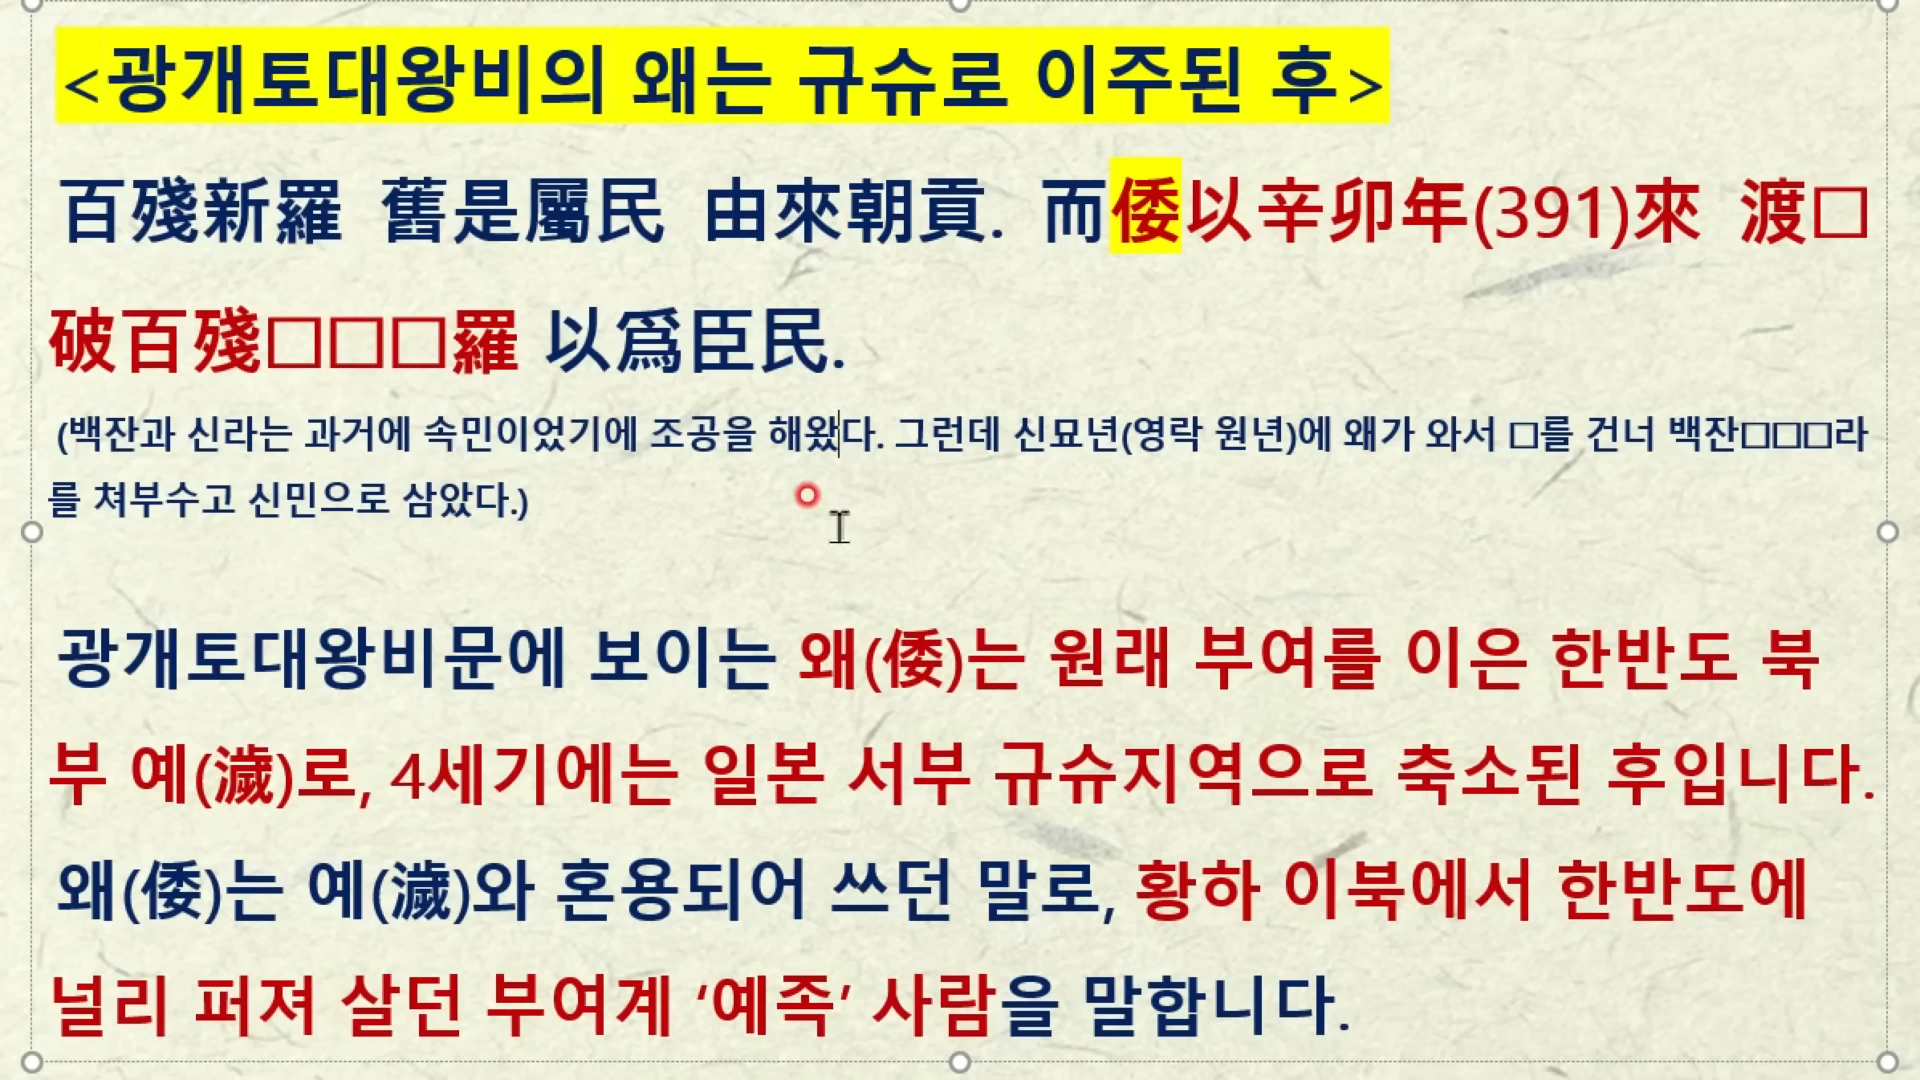 <광개토대왕비의 왜는 규슈로 이주된 후>
百殘新羅 舊是屬民 由來朝貢. 而倭以辛卯年(391)來 渡□
破百殘□□□羅 以爲臣民.
(백잔과 신라는 과거에 속민이었기에 조공을 해왔다. 그런데 신묘년(영락 원년)에 왜가 와서 □를 건너 백잔□□□라
를 쳐부수고 신민으로 삼았다.)
광개토대왕비문에 보이는 왜(倭)는 원래 부여를 이은 한반도 북
부 예(濊)로, 4세기에는 일본 서부 규슈지역으로 축소된 후입니다.
왜(倭)는 예(濊)와 혼용되어 쓰던 말로, 황하 이북에서 한반도에
널리 퍼져 살던 부여계 ‘예족’ 사람을 말합니다.